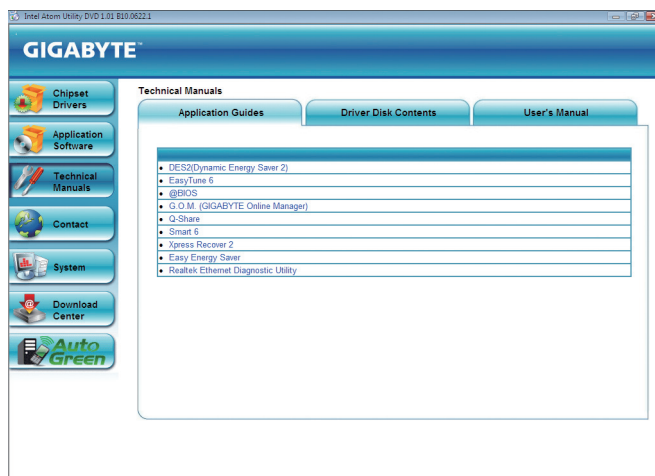 Intel Atom Utility DVD 1.01 B10.0622.1
GIGABYTE™
Chipset
Drivers
Application
Software
Technical
Manuals
Contact
System
Download
Center
Auto
Green
Technical Manuals
Application Guides
Driver Disk Contents
User's Manual
• DES2(Dynamic Energy Saver 2)
• EasyTune 6
• @BIOS
• G.O.M. (GIGABYTE Online Manager)
• Q-Share
• Smart 6
• Xpress Recover 2
• Easy Energy Saver
• Realtek Ethernet Diagnostic Utility